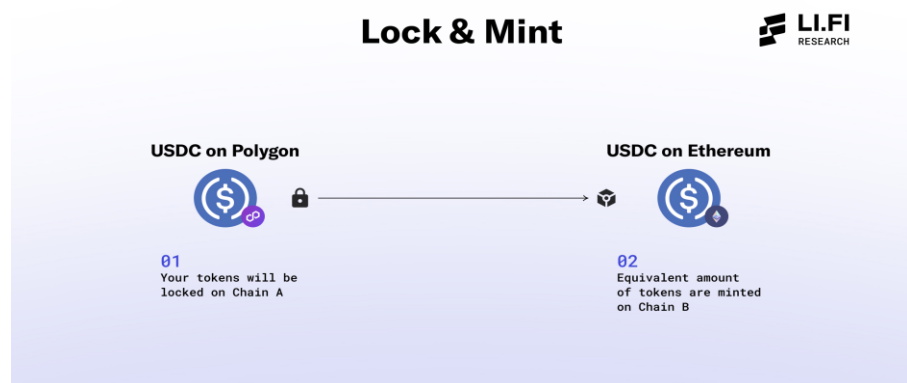 Lock & Mint
LI.FI
RESEARCH
USDC on Polygon
USDC on Ethereum
01
Your tokens will be
locked on Chain A
02
Equivalent amount
of tokens are minted
on Chain B